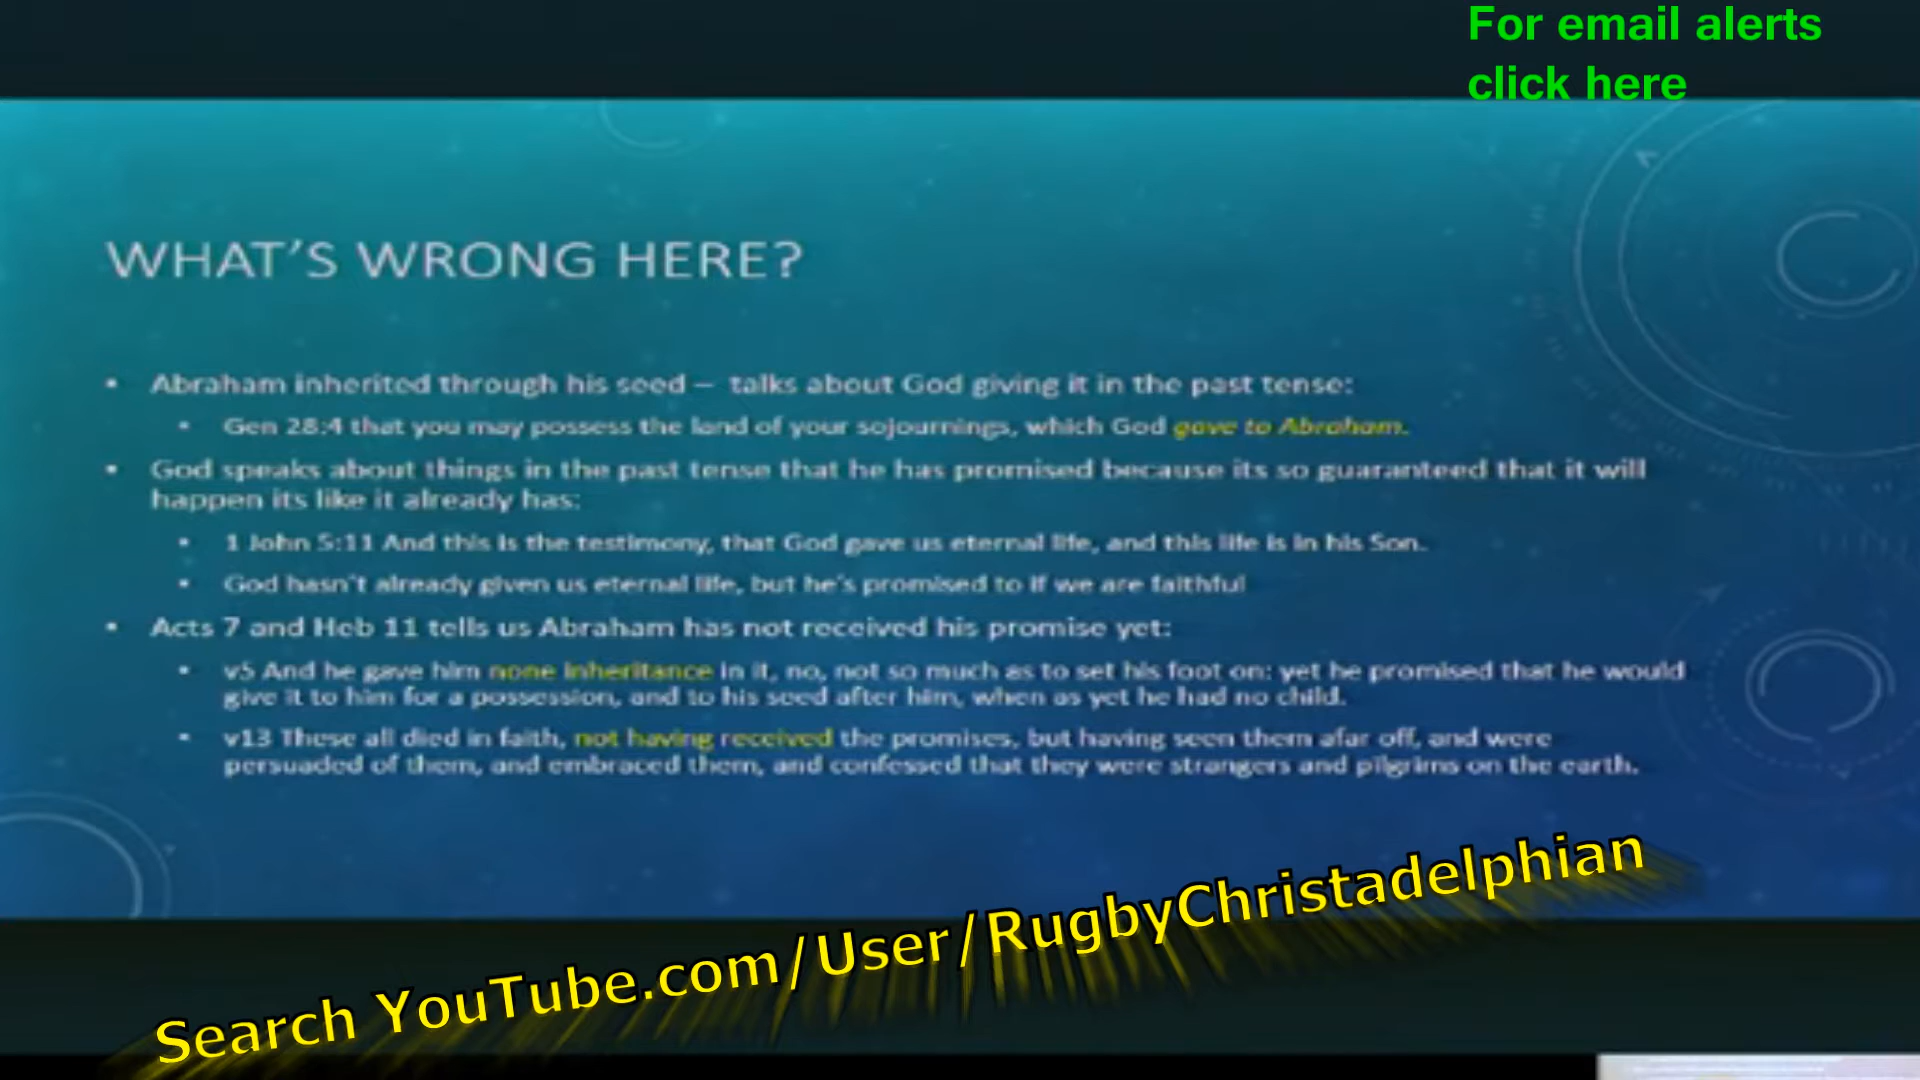 For email alerts
click here
WHAT'S WRONG HERE?
• Abraham inherited through his seed – talks about God giving it in the past tense:
• Gen 28:4 that you may possess the land of your sojournings, which God gave to Abraham.
• God speaks about things in the past tense that he has promised because its so guaranteed that it will
happen its like it already has:
• 1 John 5:11 And this is the testimony, that God gave us eternal life, and this life is in his Son.
• God hasn't already given us eternal life, but he's promised to if we are faithful
• Acts 7 and Heb 11 tells us Abraham has not received his promise yet:
• v5 And he gave him none inheritance in it, no, not so much as to set his foot on: yet he promised that he would
give it to him for a possession, and to his seed after him, when as yet he had no child.
• v13 These all died in faith, not having received the promises, but having seen them afar off, and were
persuaded of them, and embraced them, and confessed that they were strangers and pilgrims on the earth.
Search YouTube.com/User/RugbyChristadelphian